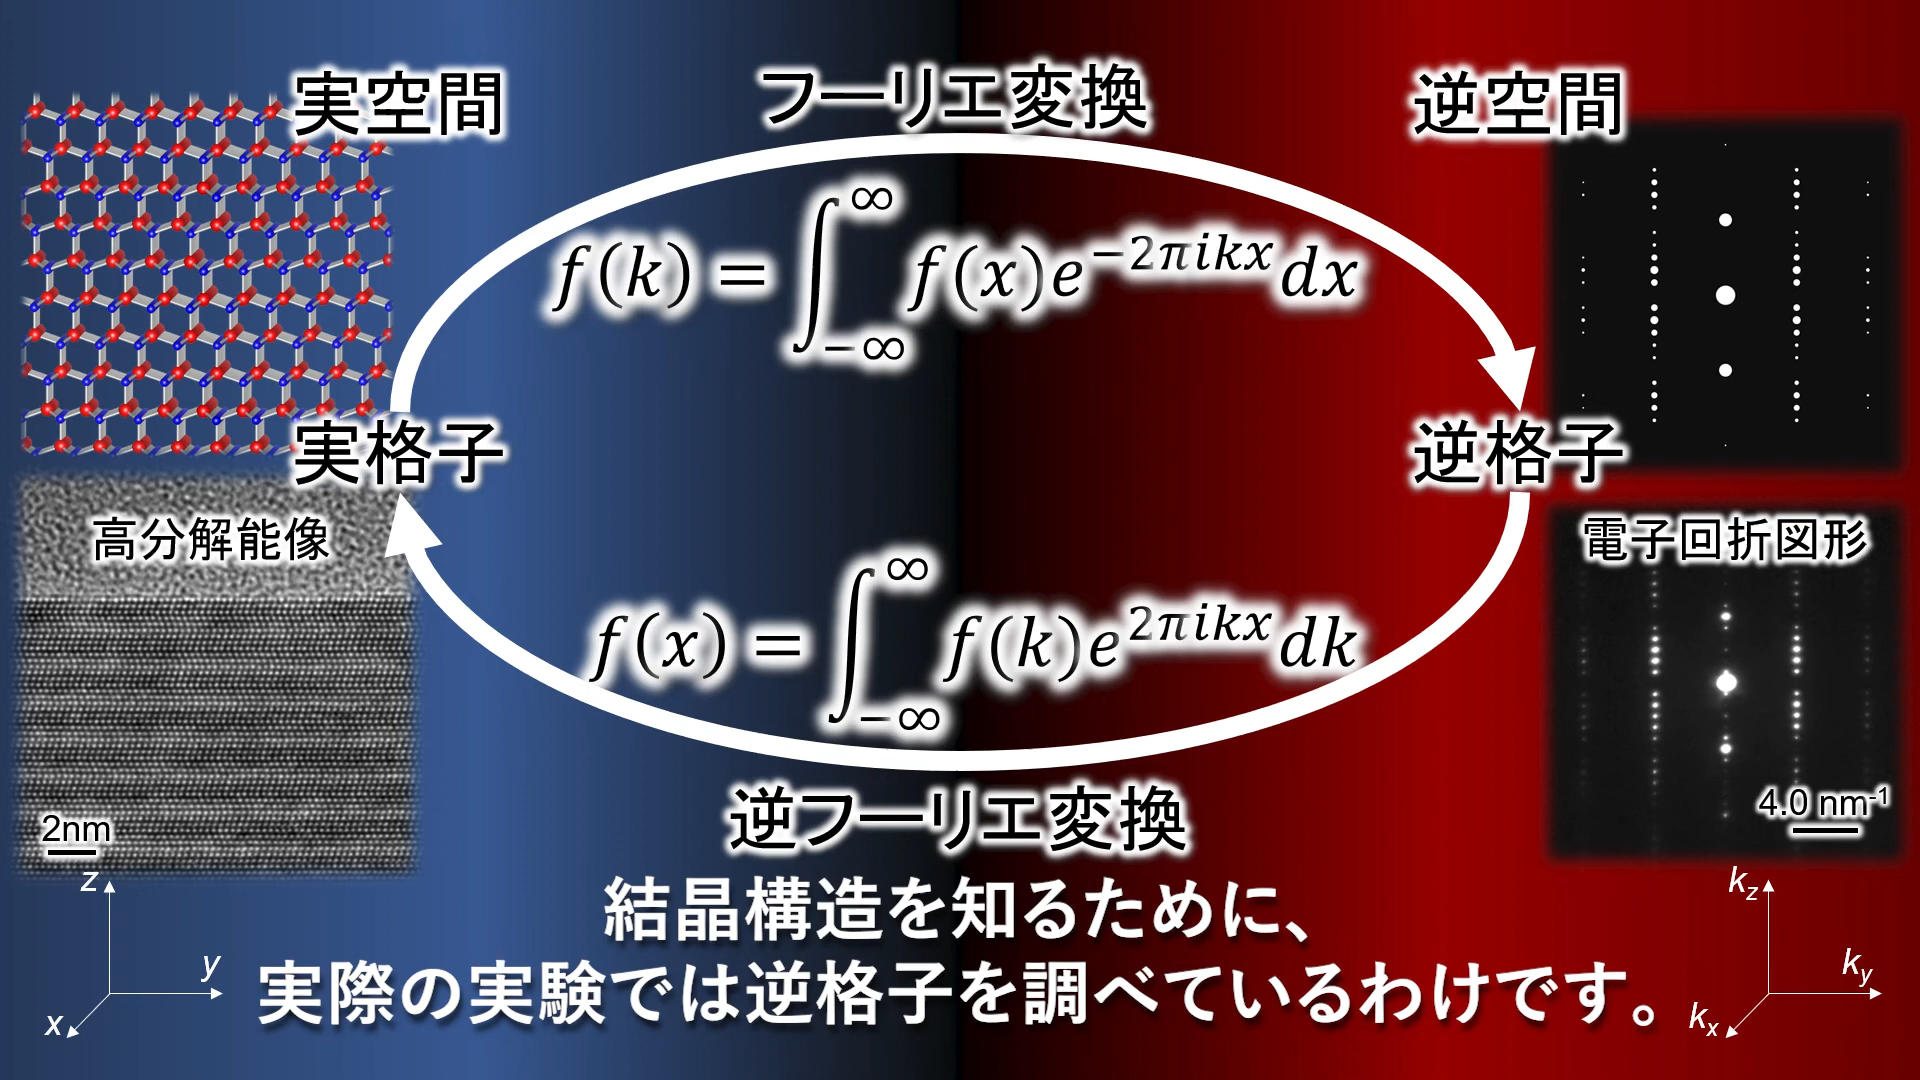 実空間
フーリエ変換
逆空間
f(k) = ∫_{-∞}^{∞} f(x)e^{-2πikx}dx
実格子
逆格子
高分解能像
電子回折図形
f(x) = ∫_{-∞}^{∞} f(k)e^{2πikx}dk
2nm
4.0 nm⁻¹
逆フーリエ変換
z
y
x
k_z
k_y
k_x
結晶構造を知るために、
実際の実験では逆格子を調べているわけです。